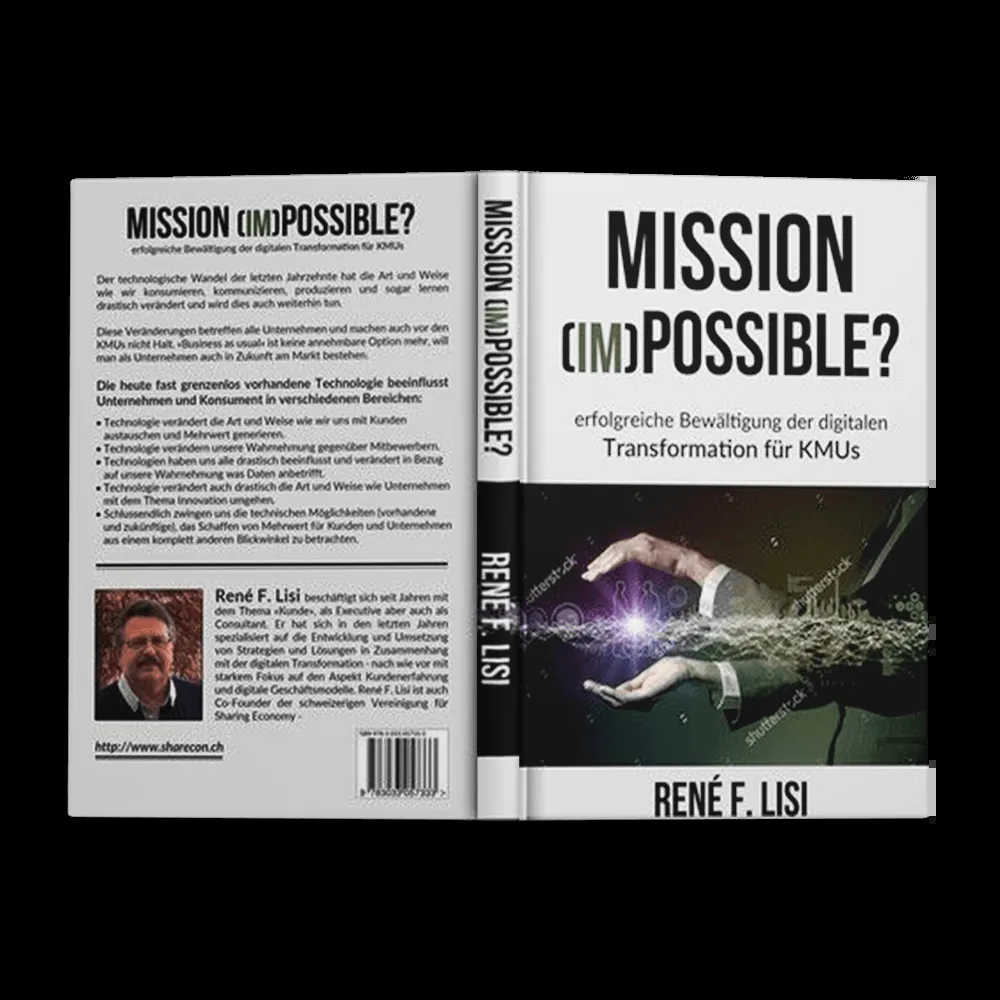 MISSION (IM)POSSIBLE?
erfolgreiche Bewältigung der digitalen Transformation für KMUs
Der technologische Wandel der letzten Jahrzehnte hat die Art und Weise
wie wir konsumieren, kommunizieren, produzieren und sogar lernen
drastisch verändert und wird dies auch weiterhin tun.
Diese Veränderungen betreffen alle Unternehmen und machen auch vor den
KMUs nicht Halt. «Business as usual» ist keine annehmbare Option mehr, will
man als Unternehmen auch in Zukunft am Markt bestehen.
Die heute fast grenzenlos vorhandene Technologie beeinflusst
Unternehmen und Konsument in verschiedenen Bereichen:
• Technologie verändert die Art und Weise wie wir uns mit Kunden
austauschen und Mehrwert generieren.
• Technologie verändern unsere Wahrnehmung gegenüber Mitbewerbern.
• Technologien haben uns alle drastisch beeinflusst und verändert in Bezug
auf unsere Wahrnehmung was Daten anbetrifft.
• Technologie verändert auch drastisch die Art und Weise wie Unternehmen
mit dem Thema Innovation umgehen.
• Schlussendlich zwingen uns die technischen Möglichkeiten (vorhandene
und zukünftige), das Schaffen von Mehrwert für Kunden und Unternehmen
aus einem komplett anderen Blickwinkel zu betrachten.
René F. Lisi beschäftigt sich seit Jahren mit
dem Thema «Kunde», als Executive aber auch als
Consultant. Er hat sich in den letzten Jahren
spezialisiert auf die Entwicklung und Umsetzung
von Strategien und Lösungen in Zusammenhang
mit der digitalen Transformation - nach wie vor mit
starkem Fokus auf den Aspekt Kundenerfahrung
und digitale Geschäftsmodelle. René F. Lisi ist auch
Co-Founder der schweizerigen Vereinigung für
Sharing Economy -
http://www.sharecon.ch
9 783033 057333 >
MISSION (IM)POSSIBLE?
RENÉ F. LISI
MISSION
(IM)POSSIBLE?
erfolgreiche Bewältigung der digitalen
Transformation für KMUs
shutterstock
shutterstock
shutterstock
RENÉ F. LISI